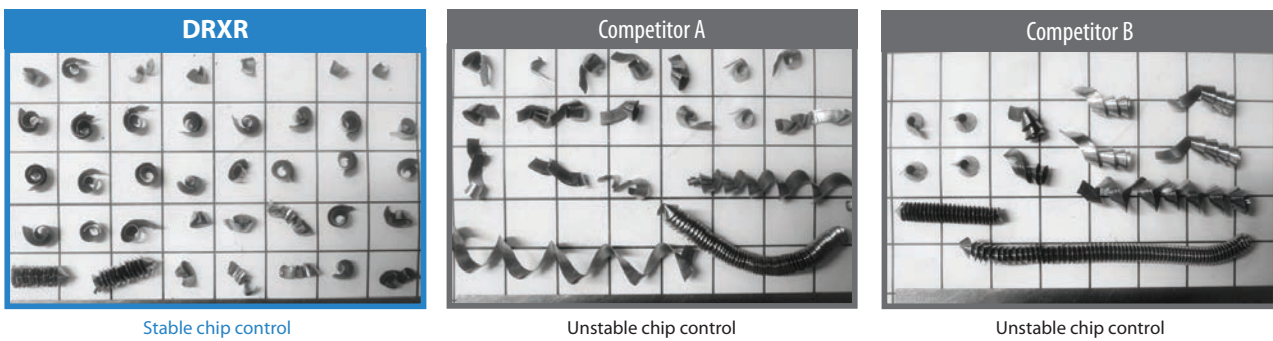 DRXR
Competitor A
Competitor B
Stable chip control
Unstable chip control
Unstable chip control